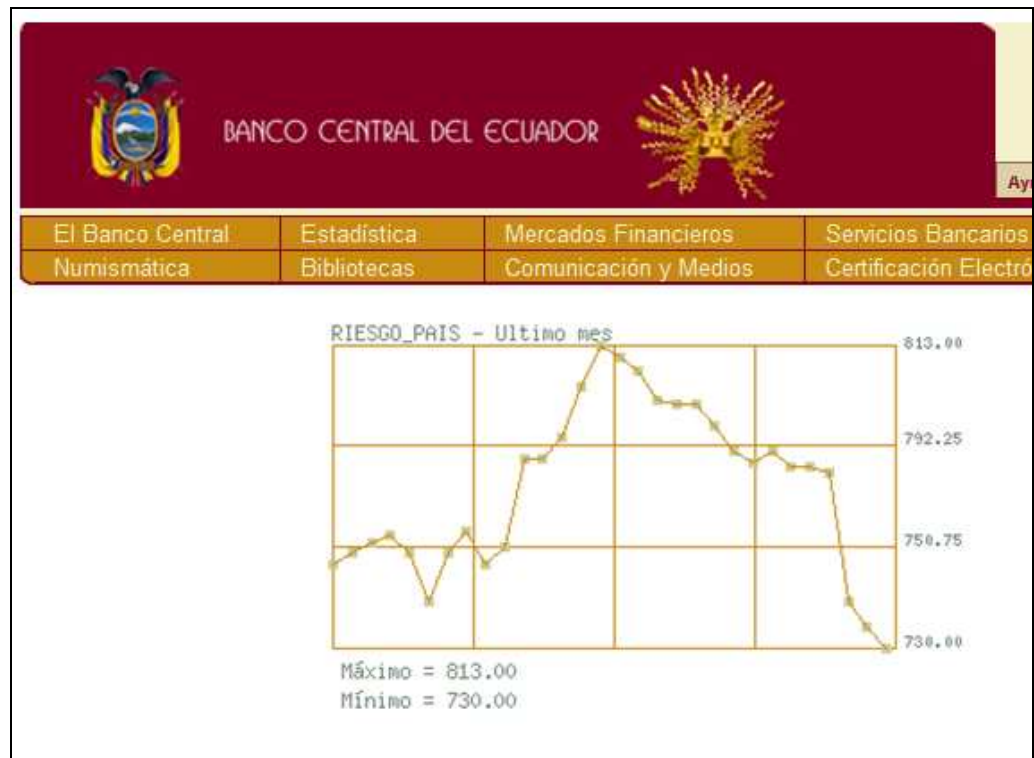 BANCO CENTRAL DEL ECUADOR
El Banco Central Estadística Mercados Financieros Servicios Bancarios
Numismática Bibliotecas Comunicación y Medios Certificación
RIESGO_PAIS - Ultimo mes
813.00
792.25
750.75
730.00
Máximo = 813.00
Mínimo = 730.00